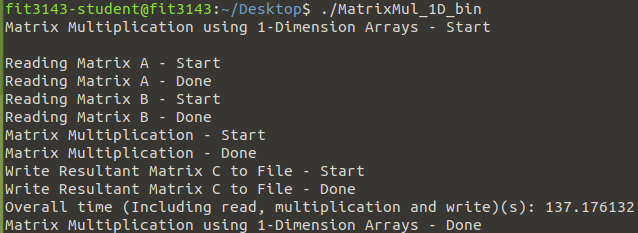 fit3143-student@fit3143:~/Desktop$ ./MatrixMul_1D_bin
Matrix Multiplication using 1-Dimension Arrays - Start

Reading Matrix A - Start
Reading Matrix A - Done
Reading Matrix B - Start
Reading Matrix B - Done
Matrix Multiplication - Start
Matrix Multiplication - Done
Write Resultant Matrix C to File - Start
Write Resultant Matrix C to File - Done
Overall time (Including read, multiplication and write)(s): 137.176132
Matrix Multiplication using 1-Dimension Arrays - Done